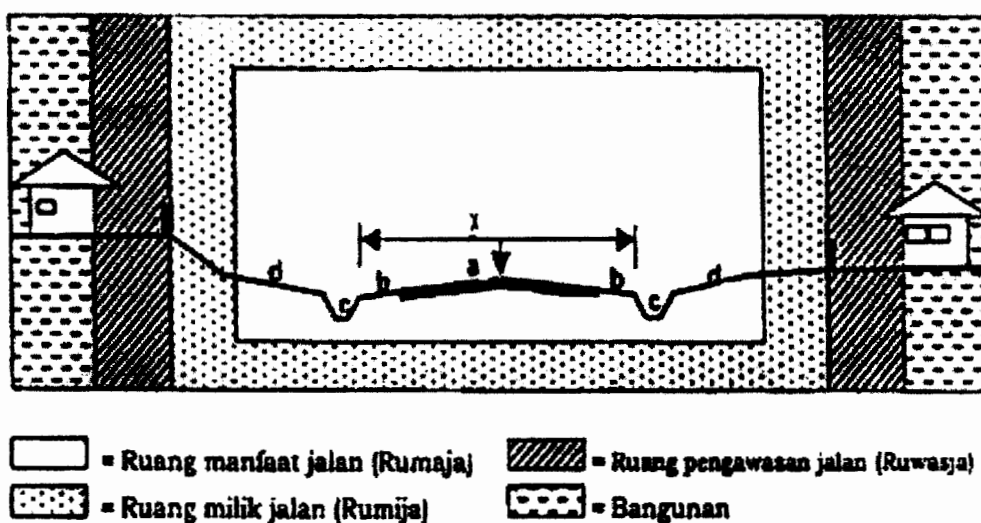 x
d b a b d
c c
= Ruang manfaat jalan (Rumaja)
= Ruang pengawasan jalan (Ruwasja)
= Ruang milik jalan (Rumija)
= Bangunan